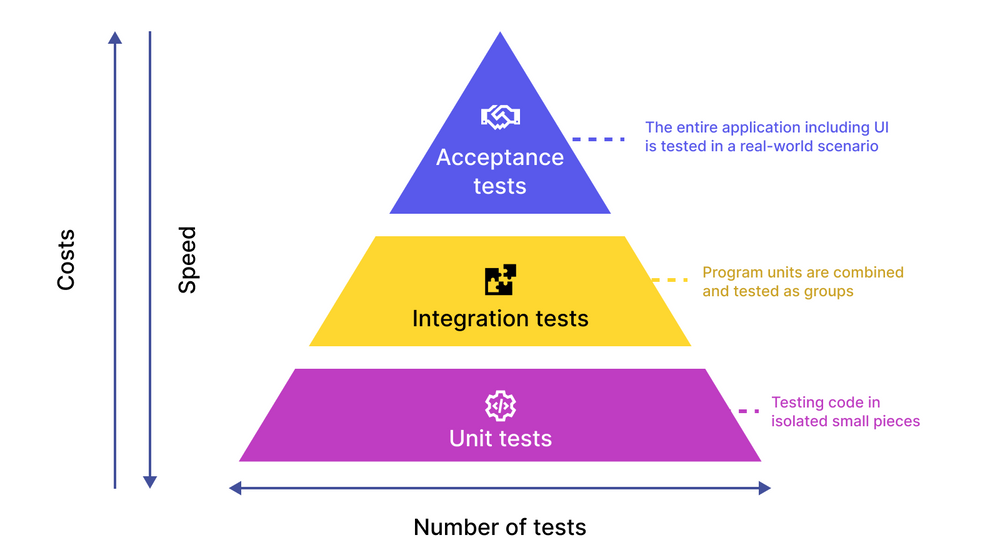 Costs
Speed
Acceptance
tests
The entire application including UI
is tested in a real-world scenario
Integration tests
Program units are combined
and tested as groups
</>
Unit tests
Testing code in
isolated small pieces
Number of tests